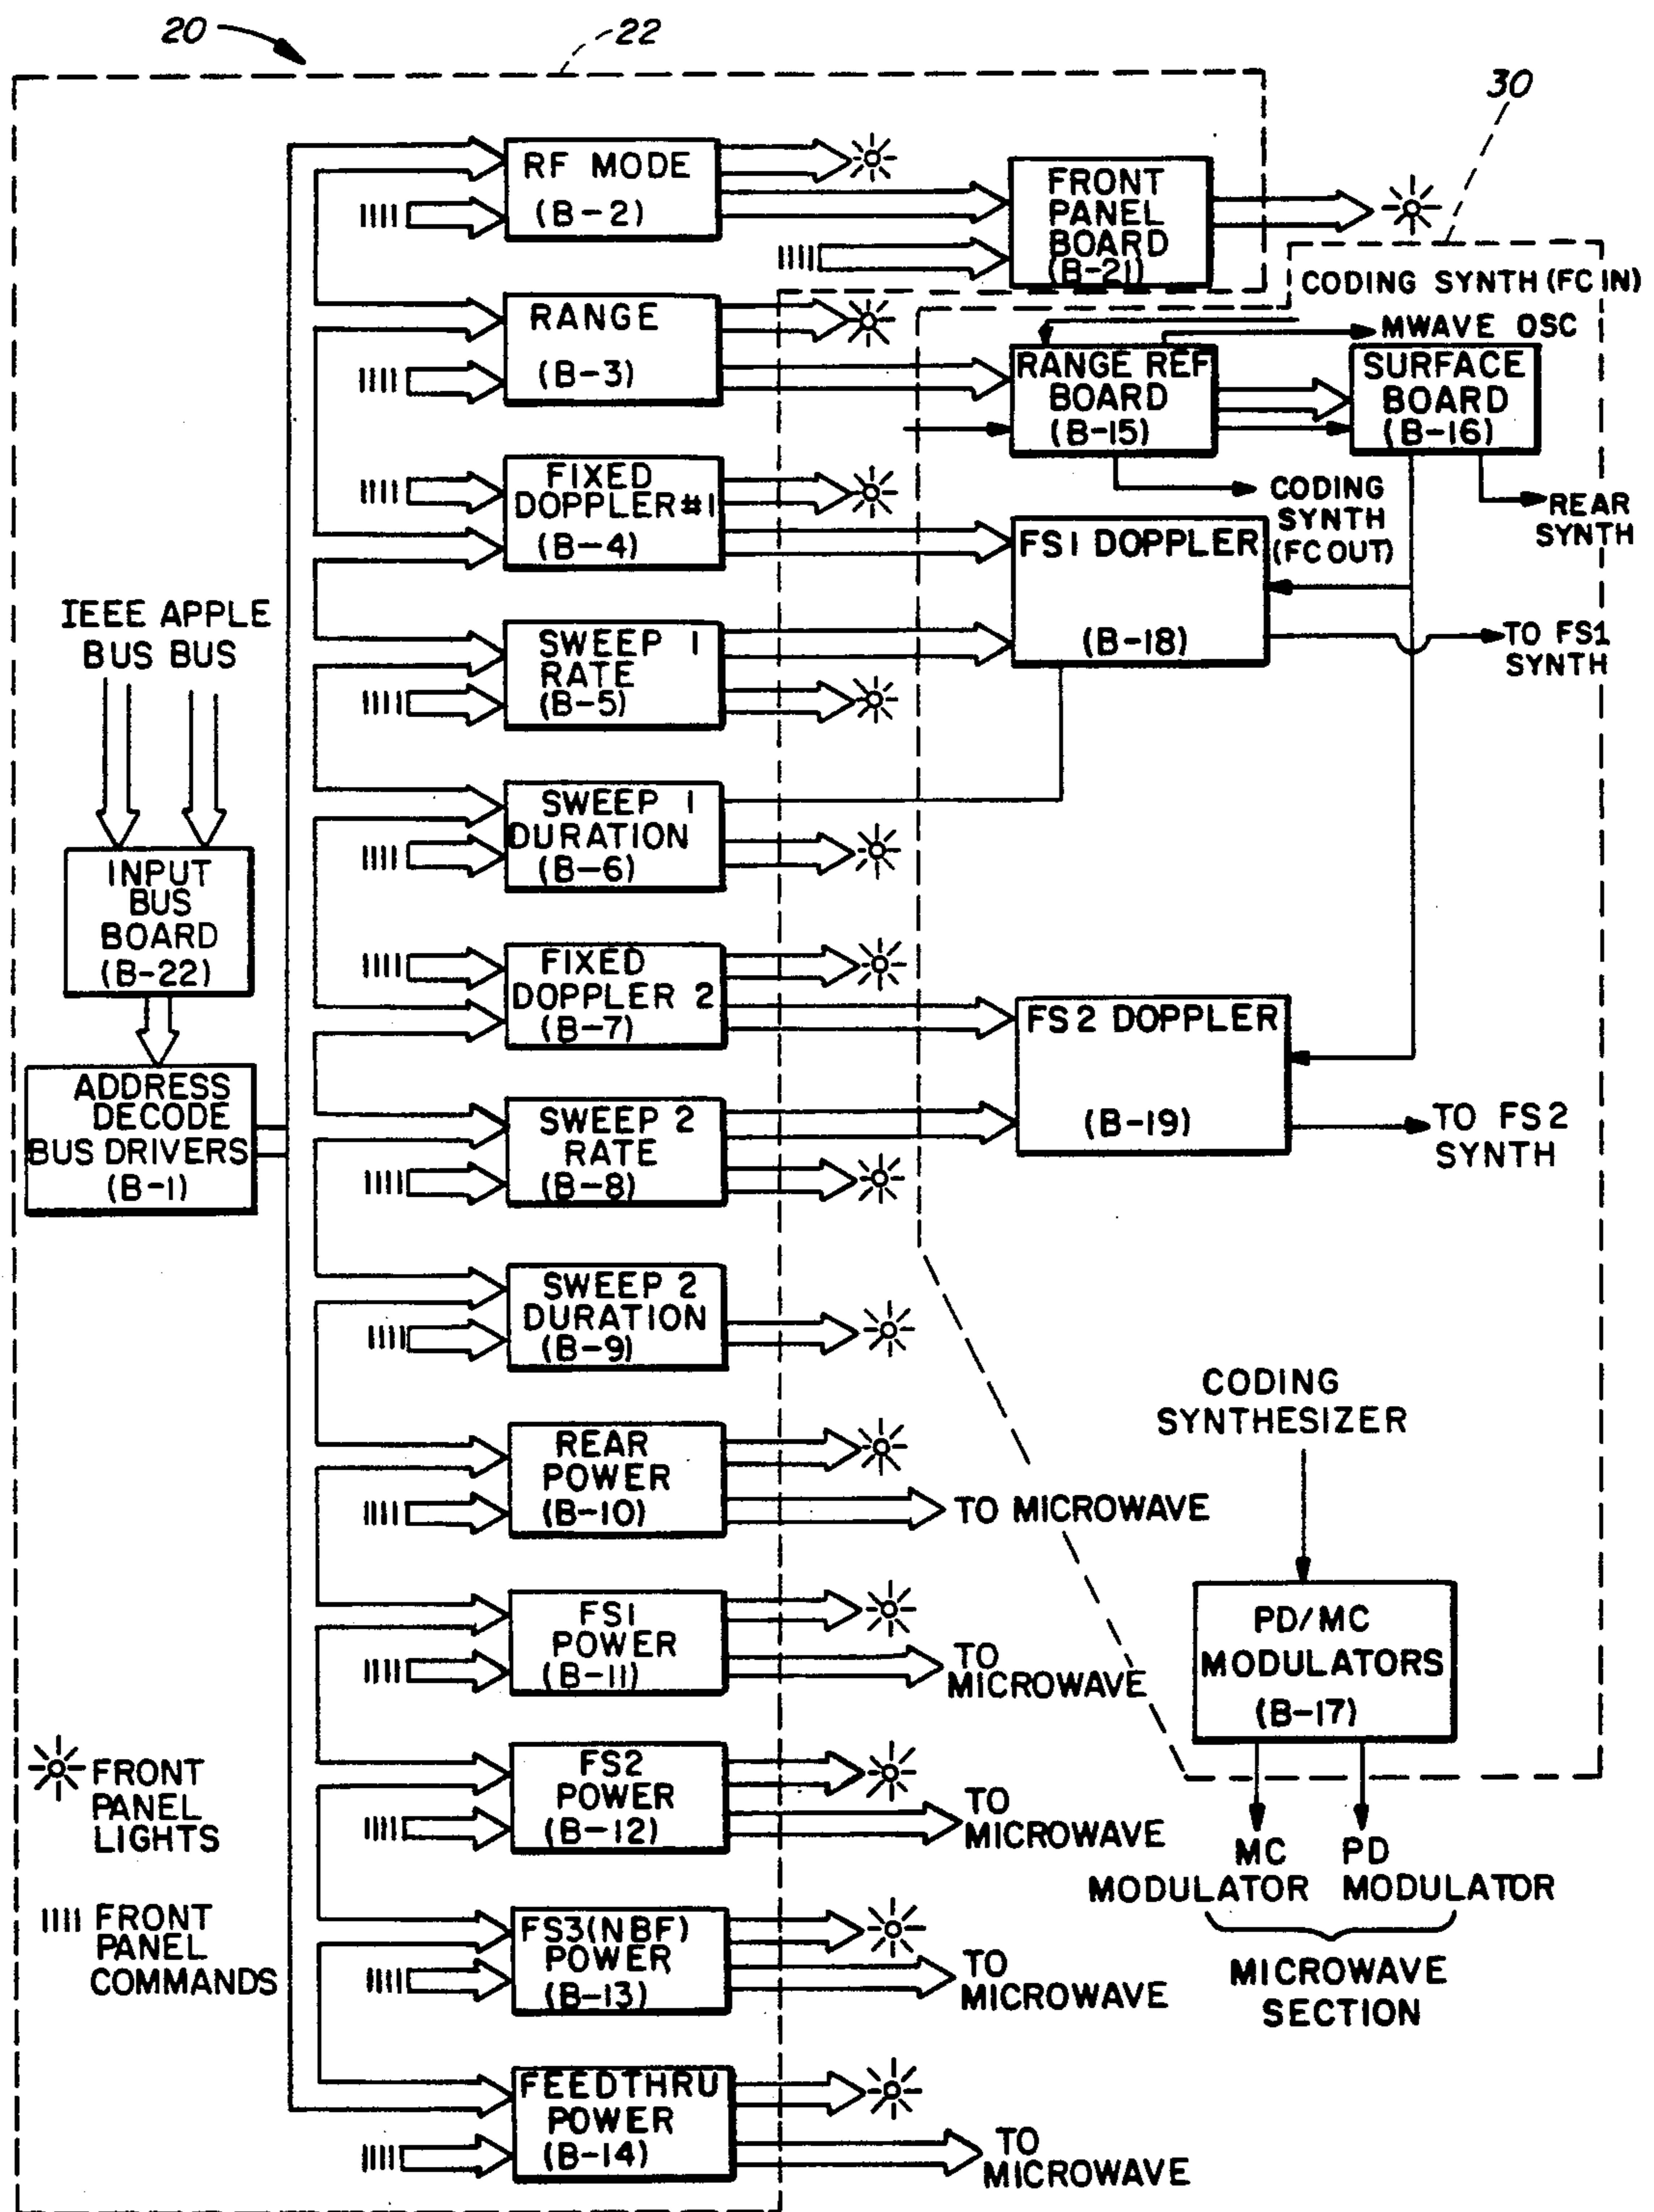 20
22
30
RF MODE
(B-2)
FRONT
PANEL
BOARD
(B-21)
CODING SYNTH (FC IN)
MWAVE OSC
RANGE
(B-3)
RANGE REF
BOARD
(B-15)
SURFACE
BOARD
(B-16)
CODING
SYNTH
(FC OUT)
REAR
SYNTH
FIXED
DOPPLER #1
(B-4)
FS1 DOPPLER
(B-18)
TO FS1
SYNTH
IEEE APPLE
BUS BUS
SWEEP 1
RATE
(B-5)
SWEEP 1
DURATION
(B-6)
INPUT
BUS
BOARD
(B-22)
FIXED
DOPPLER 2
(B-7)
FS2 DOPPLER
(B-19)
TO FS2
SYNTH
ADDRESS
DECODE
BUS DRIVERS
(B-1)
SWEEP 2
RATE
(B-8)
SWEEP 2
DURATION
(B-9)
REAR
POWER
(B-10)
TO MICROWAVE
CODING
SYNTHESIZER
FS1
POWER
(B-11)
TO
MICROWAVE
PD/MC
MODULATORS
(B-17)
FS2
POWER
(B-12)
TO
MICROWAVE
MC
MODULATOR
PD
MODULATOR
MICROWAVE
SECTION
FRONT
PANEL
LIGHTS
FRONT
PANEL
COMMANDS
FS3(NBF)
POWER
(B-13)
TO
MICROWAVE
FEEDTHRU
POWER
(B-14)
TO
MICROWAVE